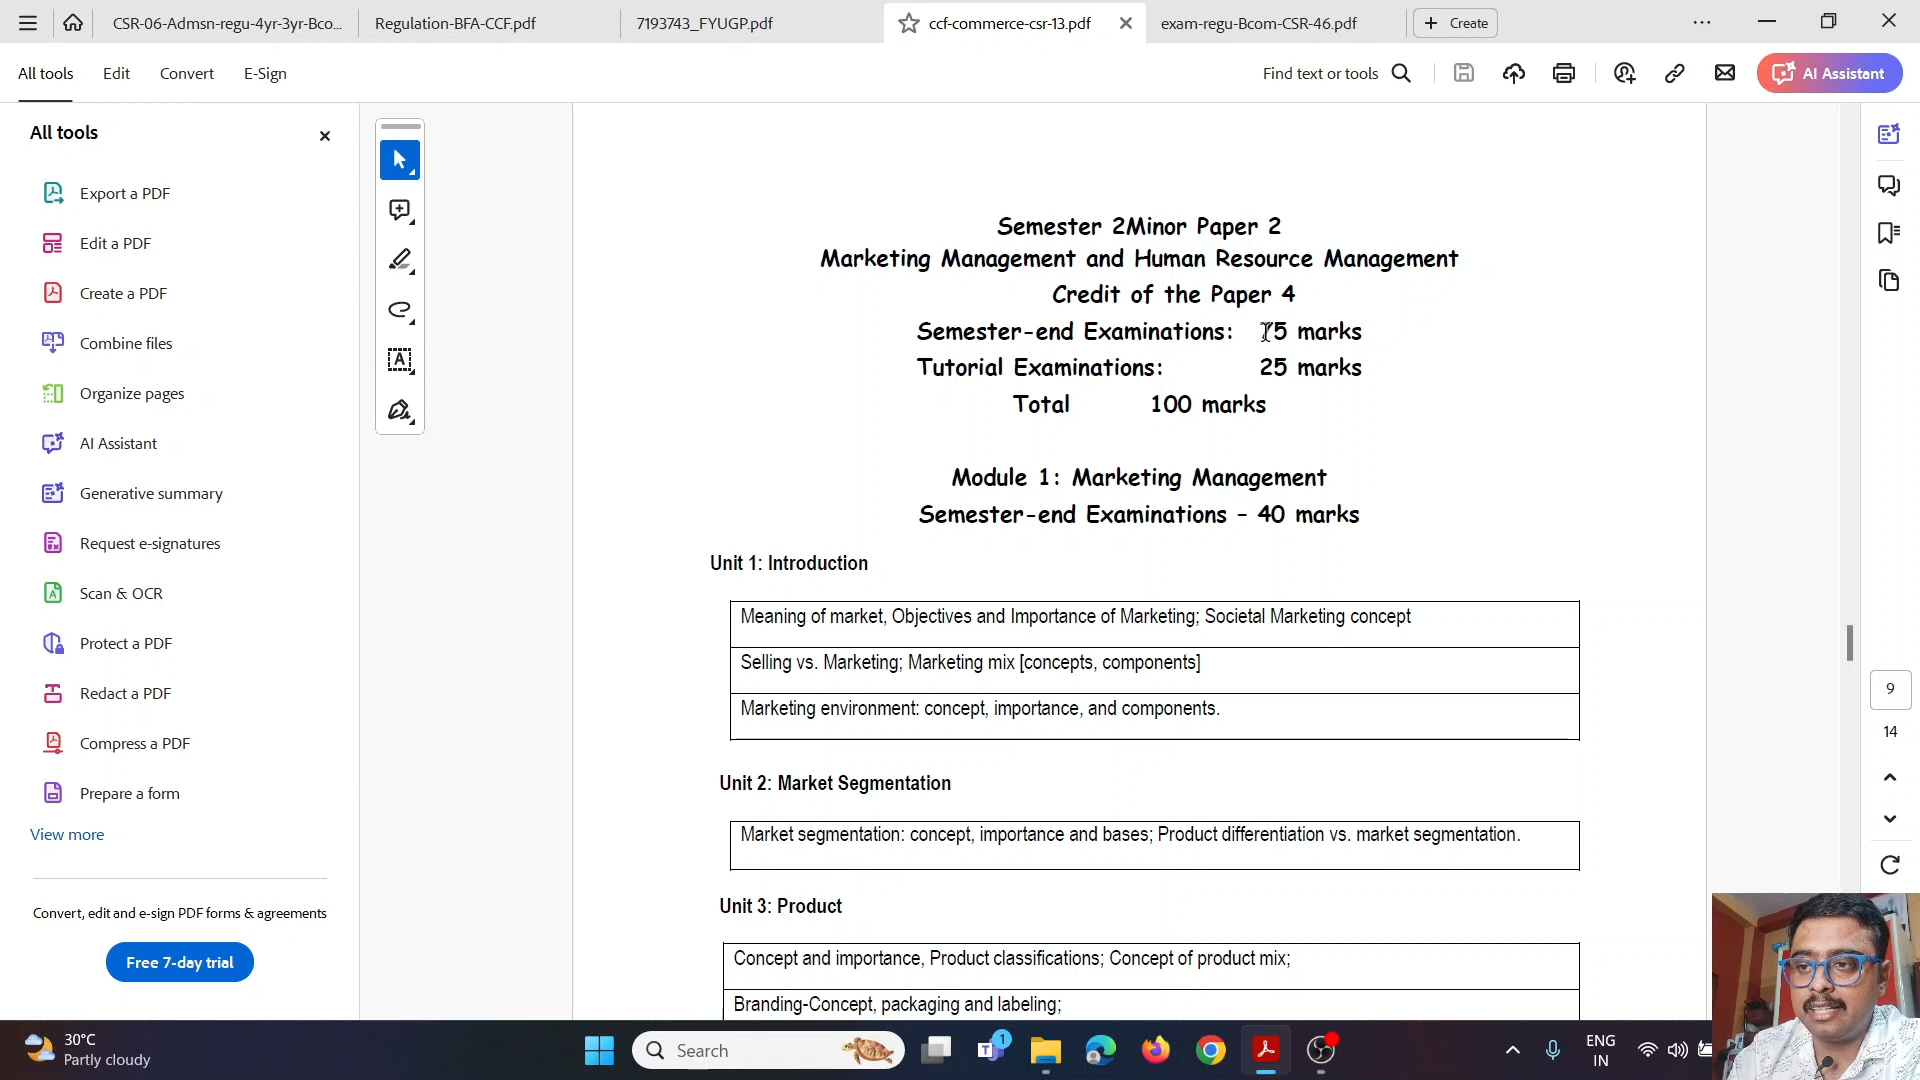 CSR-06-Admsn-regu-4yr-3yr-Bco...
Regulation-BFA-CCF.pdf
7193743_FYUGP.pdf
ccf-commerce-csr-13.pdf
exam-regu-Bcom-CSR-46.pdf
Create
All tools
Edit
Convert
E-Sign
Find text or tools
AI Assistant
All tools
Export a PDF
Edit a PDF
Create a PDF
Combine files
Organize pages
AI Assistant
Generative summary
Request e-signatures
Scan & OCR
Protect a PDF
Redact a PDF
Compress a PDF
Prepare a form
View more
Convert, edit and e-sign PDF forms & agreements
Free 7-day trial
Semester 2Minor Paper 2
Marketing Management and Human Resource Management
Credit of the Paper 4
Semester-end Examinations: 75 marks
Tutorial Examinations: 25 marks
Total 100 marks
Module 1: Marketing Management
Semester-end Examinations – 40 marks
Unit 1: Introduction
Meaning of market, Objectives and Importance of Marketing; Societal Marketing concept
Selling vs. Marketing; Marketing mix [concepts, components]
Marketing environment: concept, importance, and components.
Unit 2: Market Segmentation
Market segmentation: concept, importance and bases; Product differentiation vs. market segmentation.
Unit 3: Product
Concept and importance, Product classifications; Concept of product mix;
Branding-Concept, packaging and labeling;
9
14
30°C
Partly cloudy
Search
1
ENG
IN